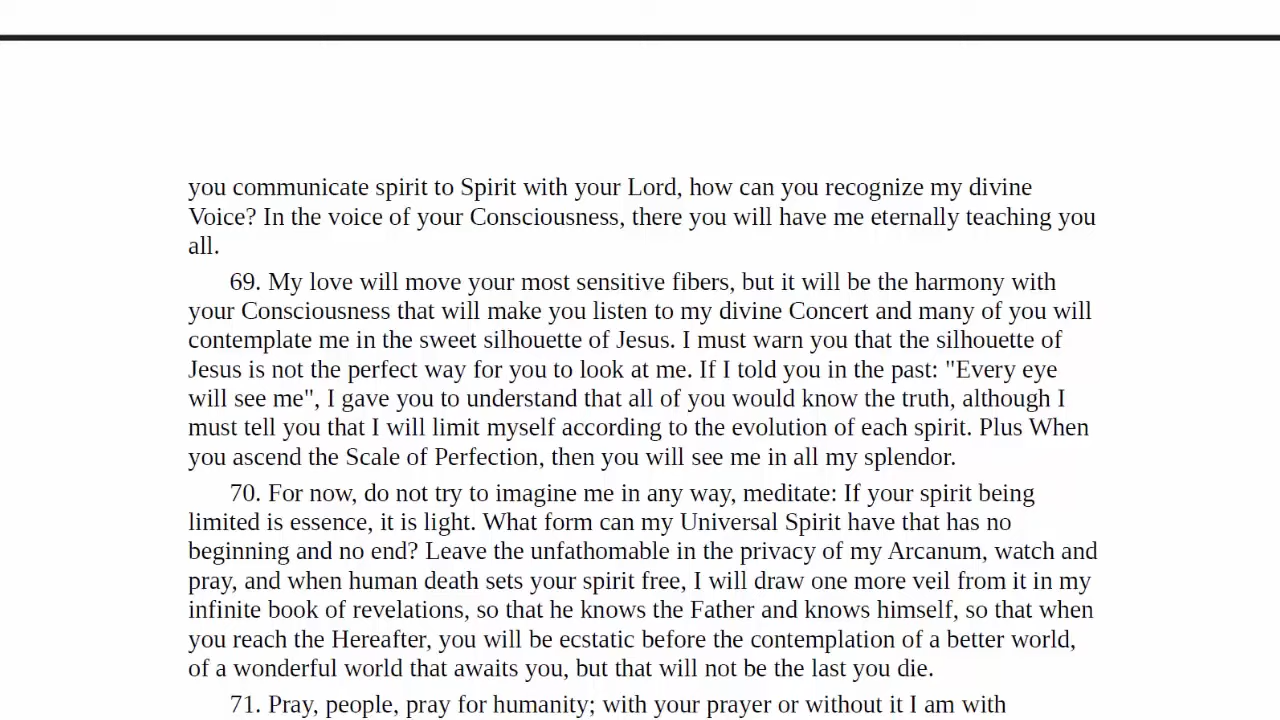 you communicate spirit to Spirit with your Lord, how can you recognize my divine
Voice? In the voice of your Consciousness, there you will have me eternally teaching you
all.
69. My love will move your most sensitive fibers, but it will be the harmony with
your Consciousness that will make you listen to my divine Concert and many of you will
contemplate me in the sweet silhouette of Jesus. I must warn you that the silhouette of
Jesus is not the perfect way for you to look at me. If I told you in the past: "Every eye
will see me", I gave you to understand that all of you would know the truth, although I
must tell you that I will limit myself according to the evolution of each spirit. Plus When
you ascend the Scale of Perfection, then you will see me in all my splendor.
70. For now, do not try to imagine me in any way, meditate: If your spirit being
limited is essence, it is light. What form can my Universal Spirit have that has no
beginning and no end? Leave the unfathomable in the privacy of my Arcanum, watch and
pray, and when human death sets your spirit free, I will draw one more veil from it in my
infinite book of revelations, so that he knows the Father and knows himself, so that when
you reach the Hereafter, you will be ecstatic before the contemplation of a better world,
of a wonderful world that awaits you, but that will not be the last you die.
71. Pray, people, pray for humanity; with your prayer or without it I am with